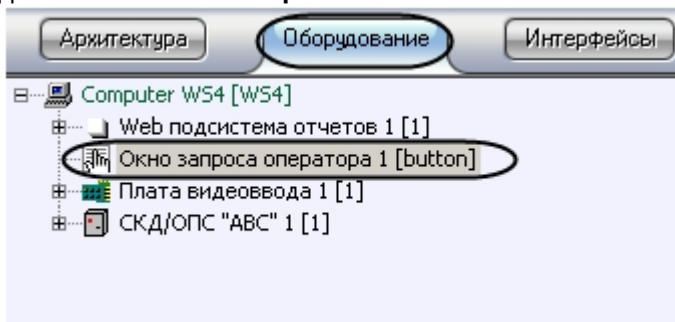 Архитектура Оборудование Интерфейсы
Computer WS4 [WS4]
Web подсистема отчетов 1 [1]
Окно запроса оператора 1 [button]
Плата видеоввода 1 [1]
СКД/ОПС "АВС" 1 [1]